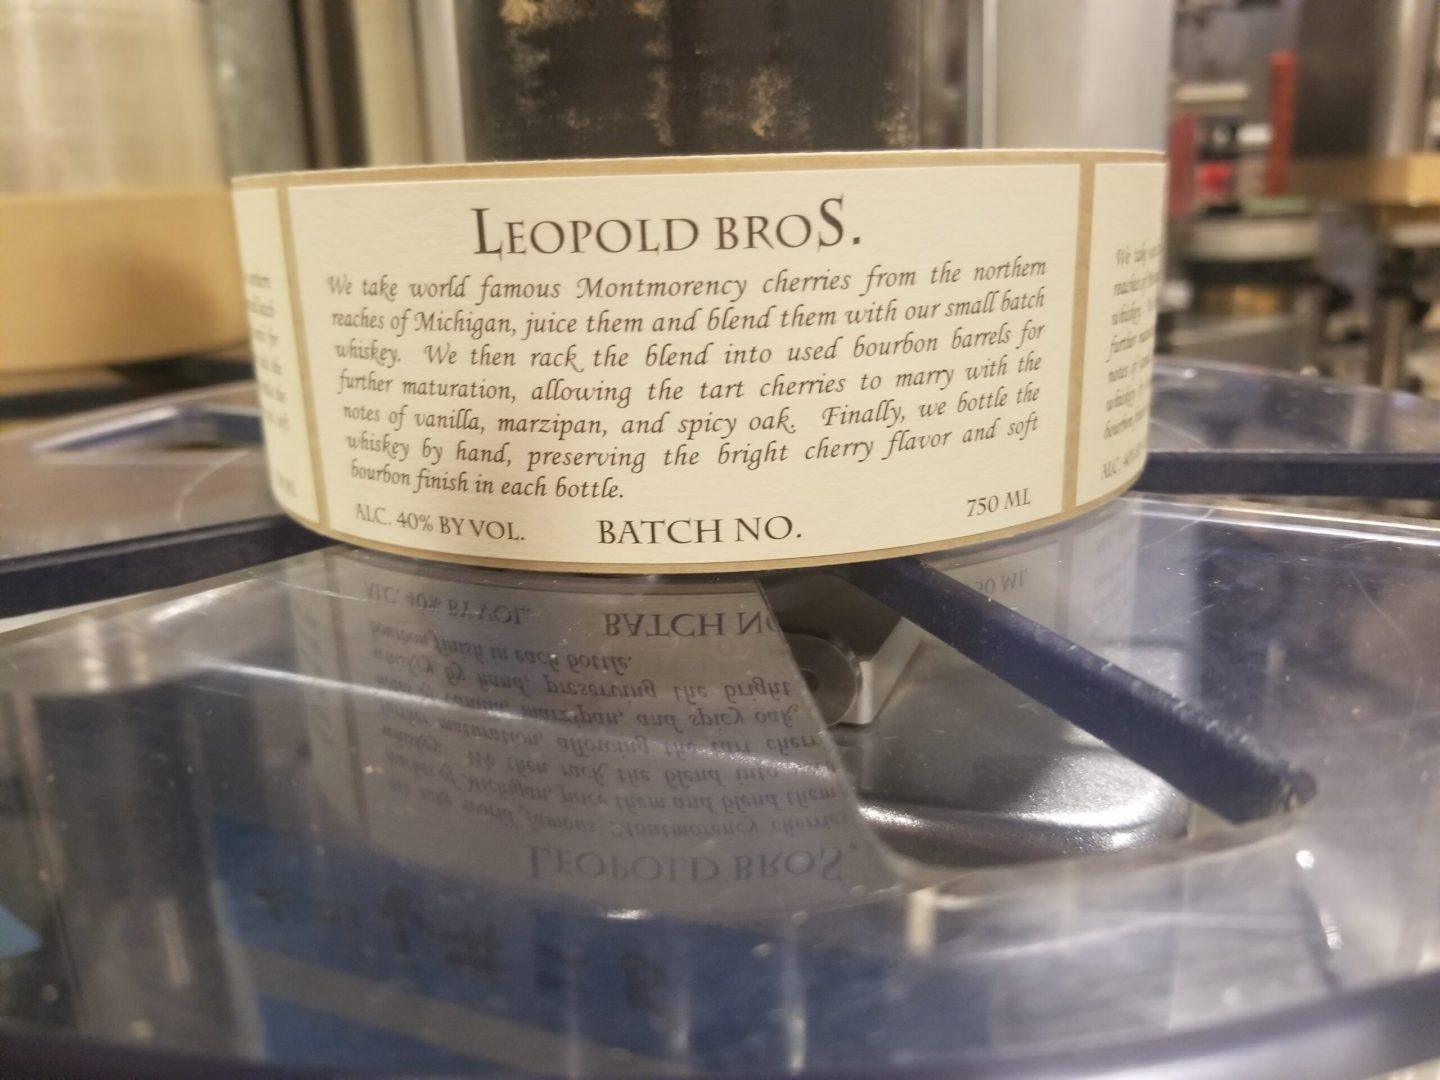 LEOPOLD BROS.
We take world famous Montmorency cherries from the northern
reaches of Michigan, juice them and blend them with our small batch
whiskey. We then rack the blend into used bourbon barrels for
further maturation, allowing the tart cherries to marry with the
notes of vanilla, marzipan, and spicy oak. Finally, we bottle the
whiskey by hand, preserving the bright cherry flavor and soft
bourbon finish in each bottle.
ALC. 40% BY VOL. BATCH NO. 750 ML